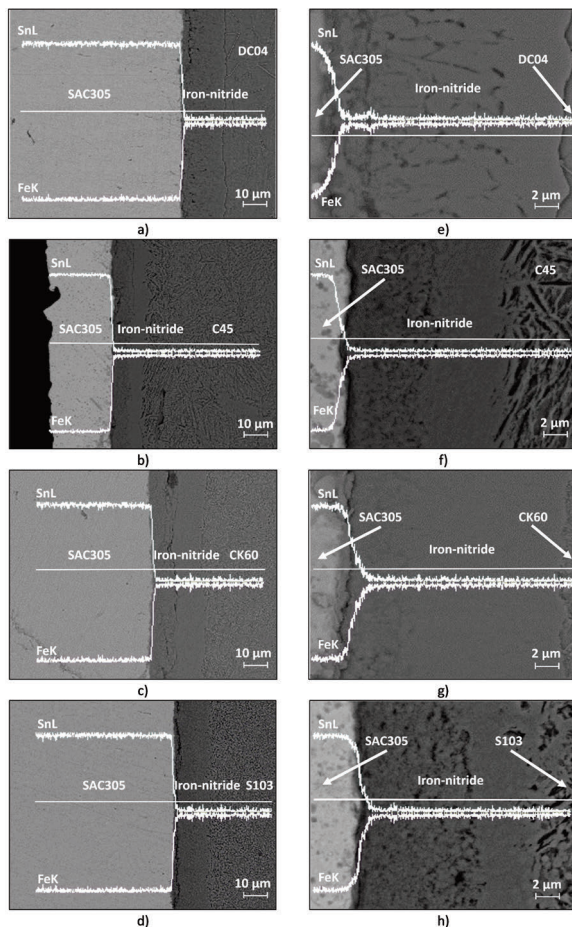 SnL
DC04
SAC305
Iron-nitride
FeK
10 µm
a)
SnL
SAC305
DC04
Iron-nitride
FeK
2 µm
e)
SnL
SAC305
Iron-nitride
C45
FeK
10 µm
b)
SnL
C45
SAC305
Iron-nitride
FeK
2 µm
f)
SnL
SAC305
Iron-nitride
CK60
FeK
10 µm
c)
SnL
SAC305
CK60
Iron-nitride
FeK
2 µm
g)
SnL
SAC305
Iron-nitride
S103
FeK
10 µm
d)
SnL
SAC305
S103
Iron-nitride
FeK
2 µm
h)